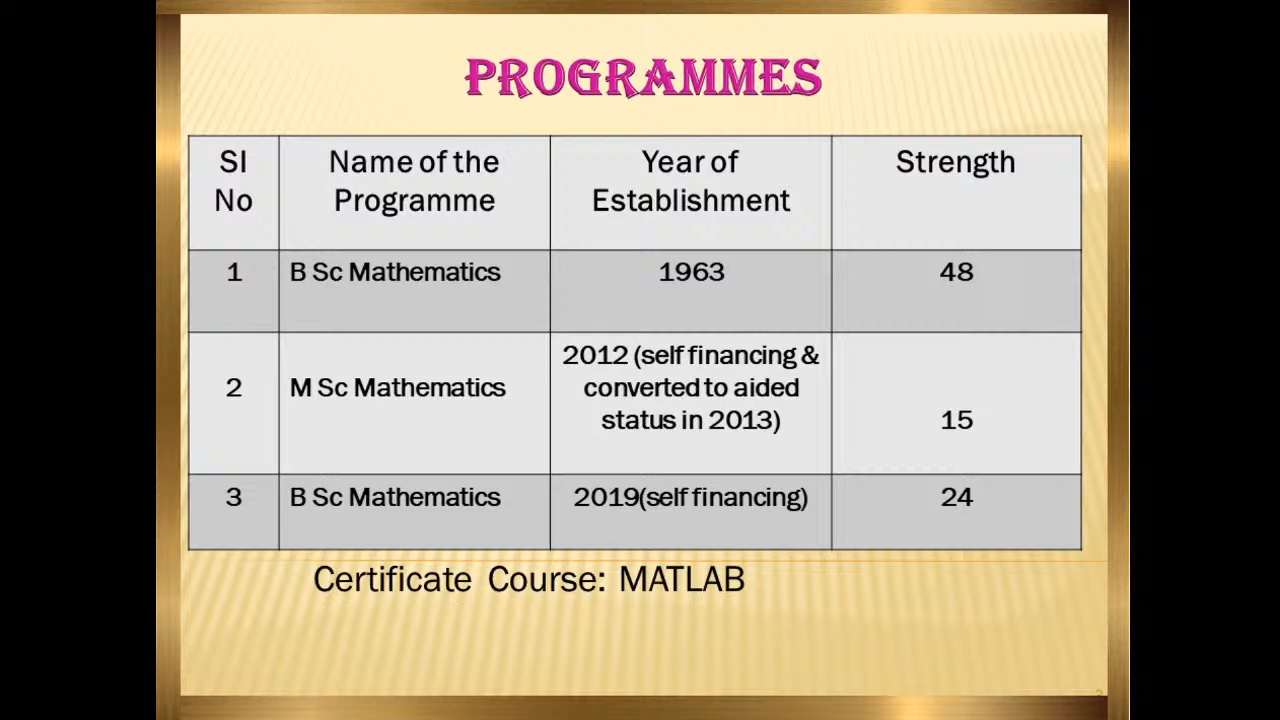 PROGRAMMES
SI No Name of the Programme Year of Establishment Strength
1 B Sc Mathematics 1963 48
2 M Sc Mathematics 2012 (self financing & converted to aided status in 2013) 15
3 B Sc Mathematics 2019(self financing) 24
Certificate Course: MATLAB